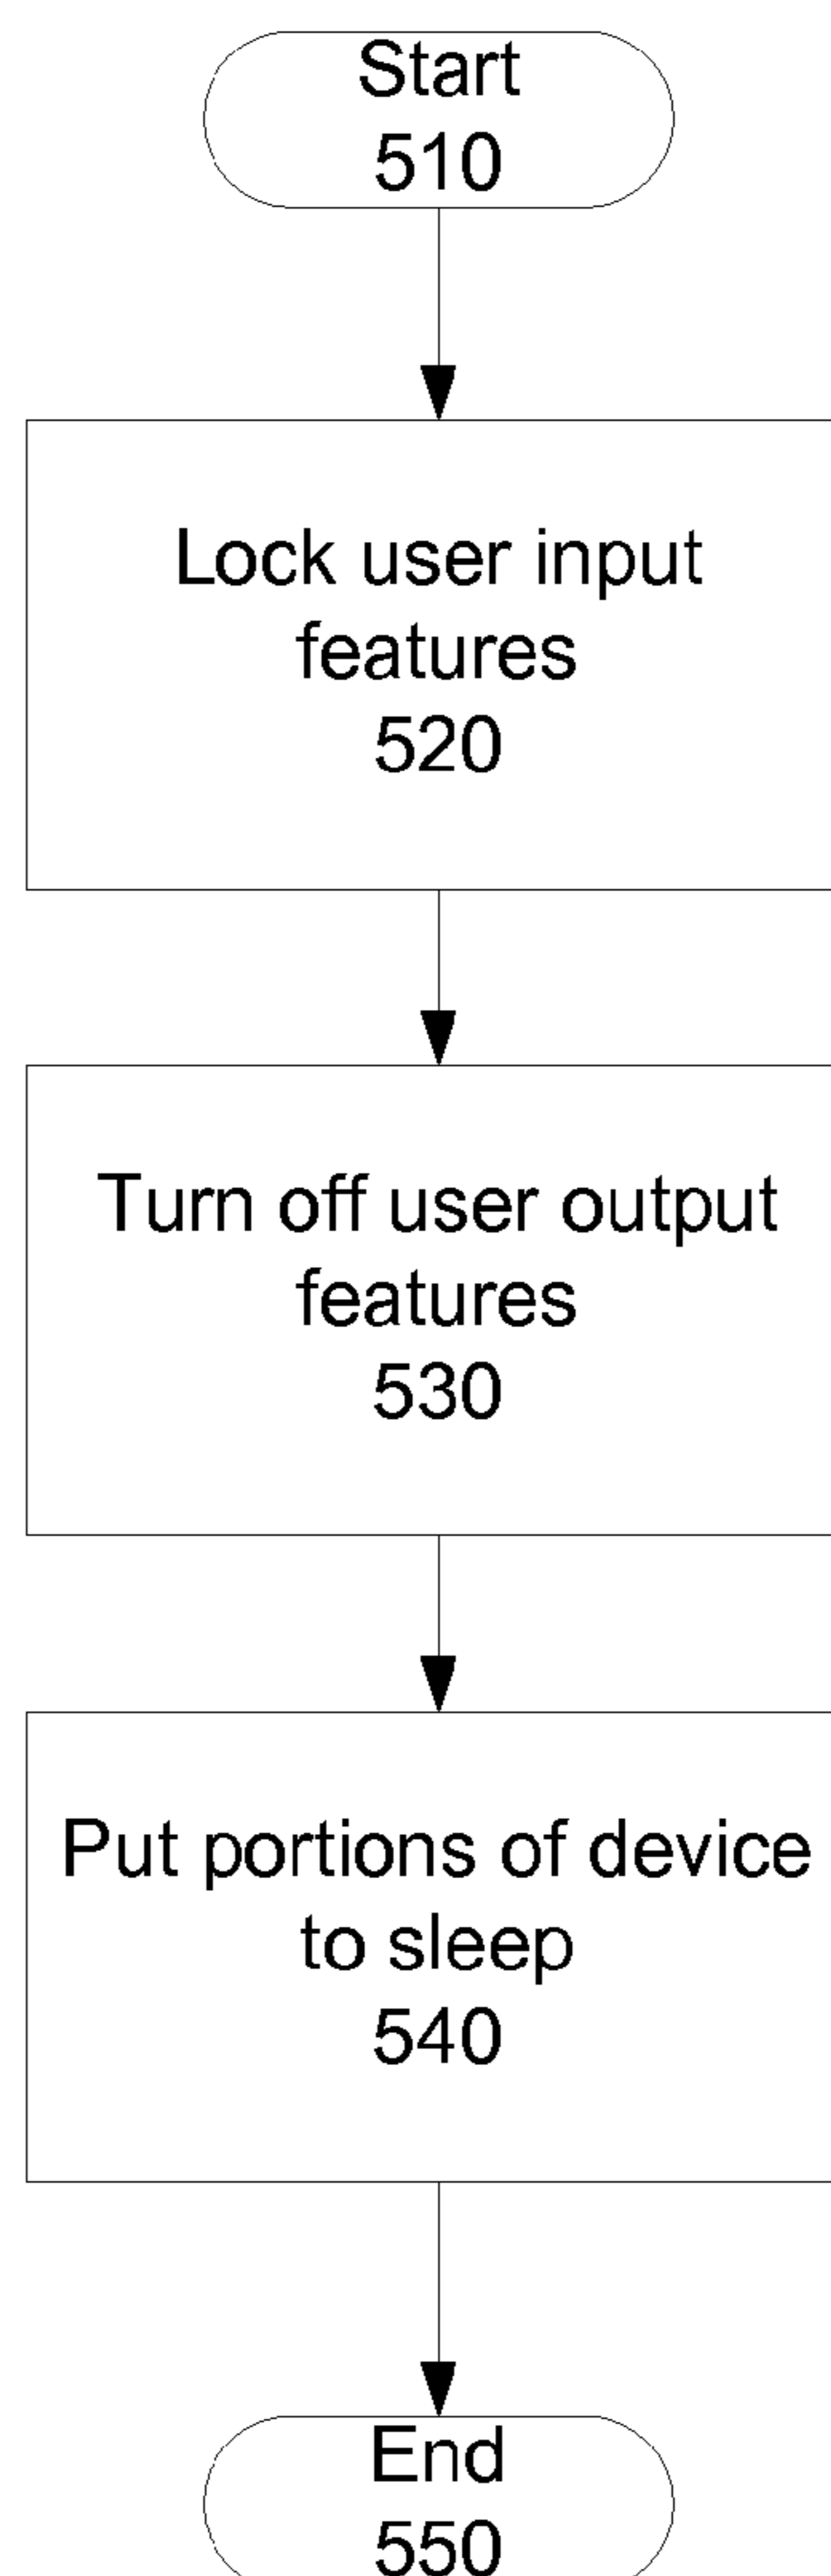 Start
510
Lock user input
features
520
Turn off user output
features
530
Put portions of device
to sleep
540
End
550